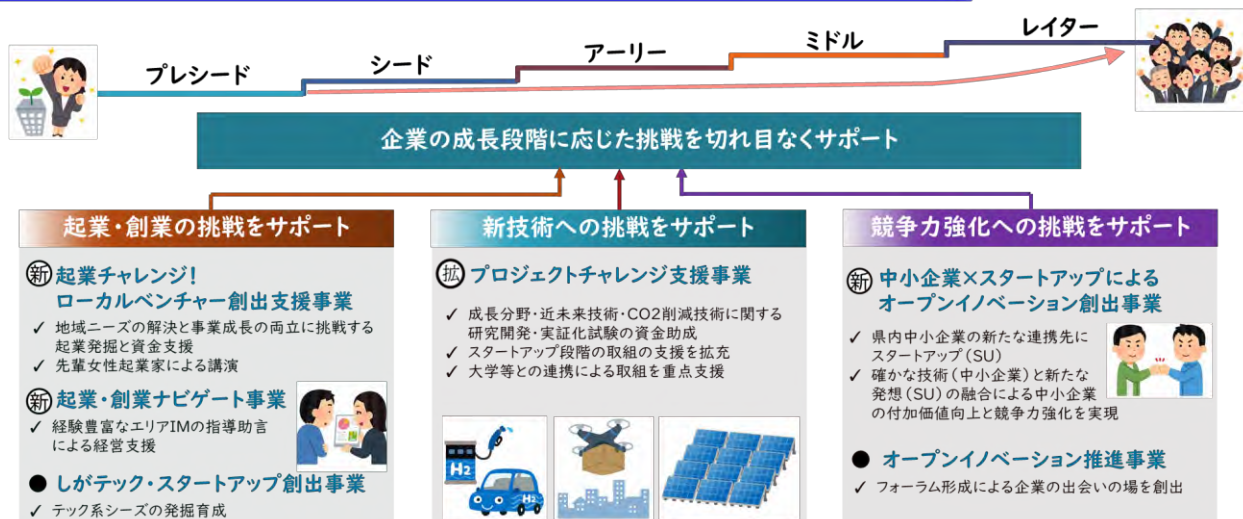 プレシード
シード
アーリー
ミドル
レイター
企業の成長段階に応じた挑戦を切れ目なくサポート
起業・創業の挑戦をサポート
㊟新 起業チャレンジ!
ローカルベンチャー創出支援事業
✓ 地域ニーズの解決と事業成長の両立に挑戦する
起業発掘と資金支援
✓ 先輩女性起業家による講演
新 起業・創業ナビゲート事業
✓ 経験豊富なエリアIMの指導助言
による経営支援
● しがテック・スタートアップ創出事業
✓ テック系シーズの発掘育成
新技術への挑戦をサポート
拡 プロジェクトチャレンジ支援事業
✓ 成長分野・近未来技術・CO2削減技術に関する
研究開発・実証化試験の資金助成
✓ スタートアップ段階の取組の支援を拡充
✓ 大学等との連携による取組を重点支援
H2
H2
競争力強化への挑戦をサポート
新 中小企業×スタートアップによる
オープンイノベーション創出事業
✓ 県内中小企業の新たな連携先に
スタートアップ(SU)
✓ 確かな技術(中小企業)と新たな
発想(SU)の融合による中小企業
の付加価値向上と競争力強化を実現
● オープンイノベーション推進事業
✓ フォーラム形成による企業の出会いの場を創出